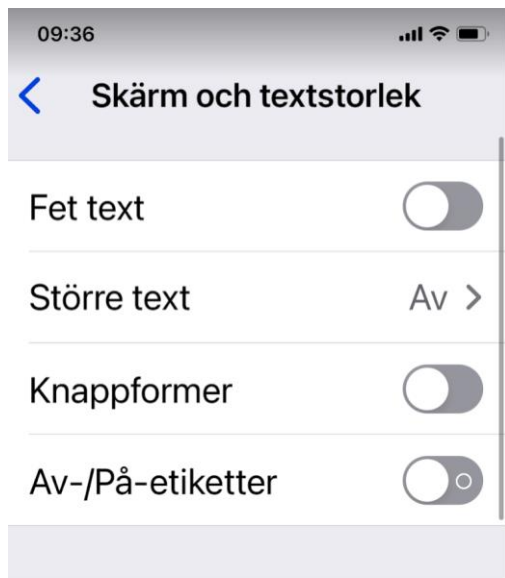 09:36
Skärm och textstorlek
Fet text
Större text Av
Knappformer
Av-/På-etiketter